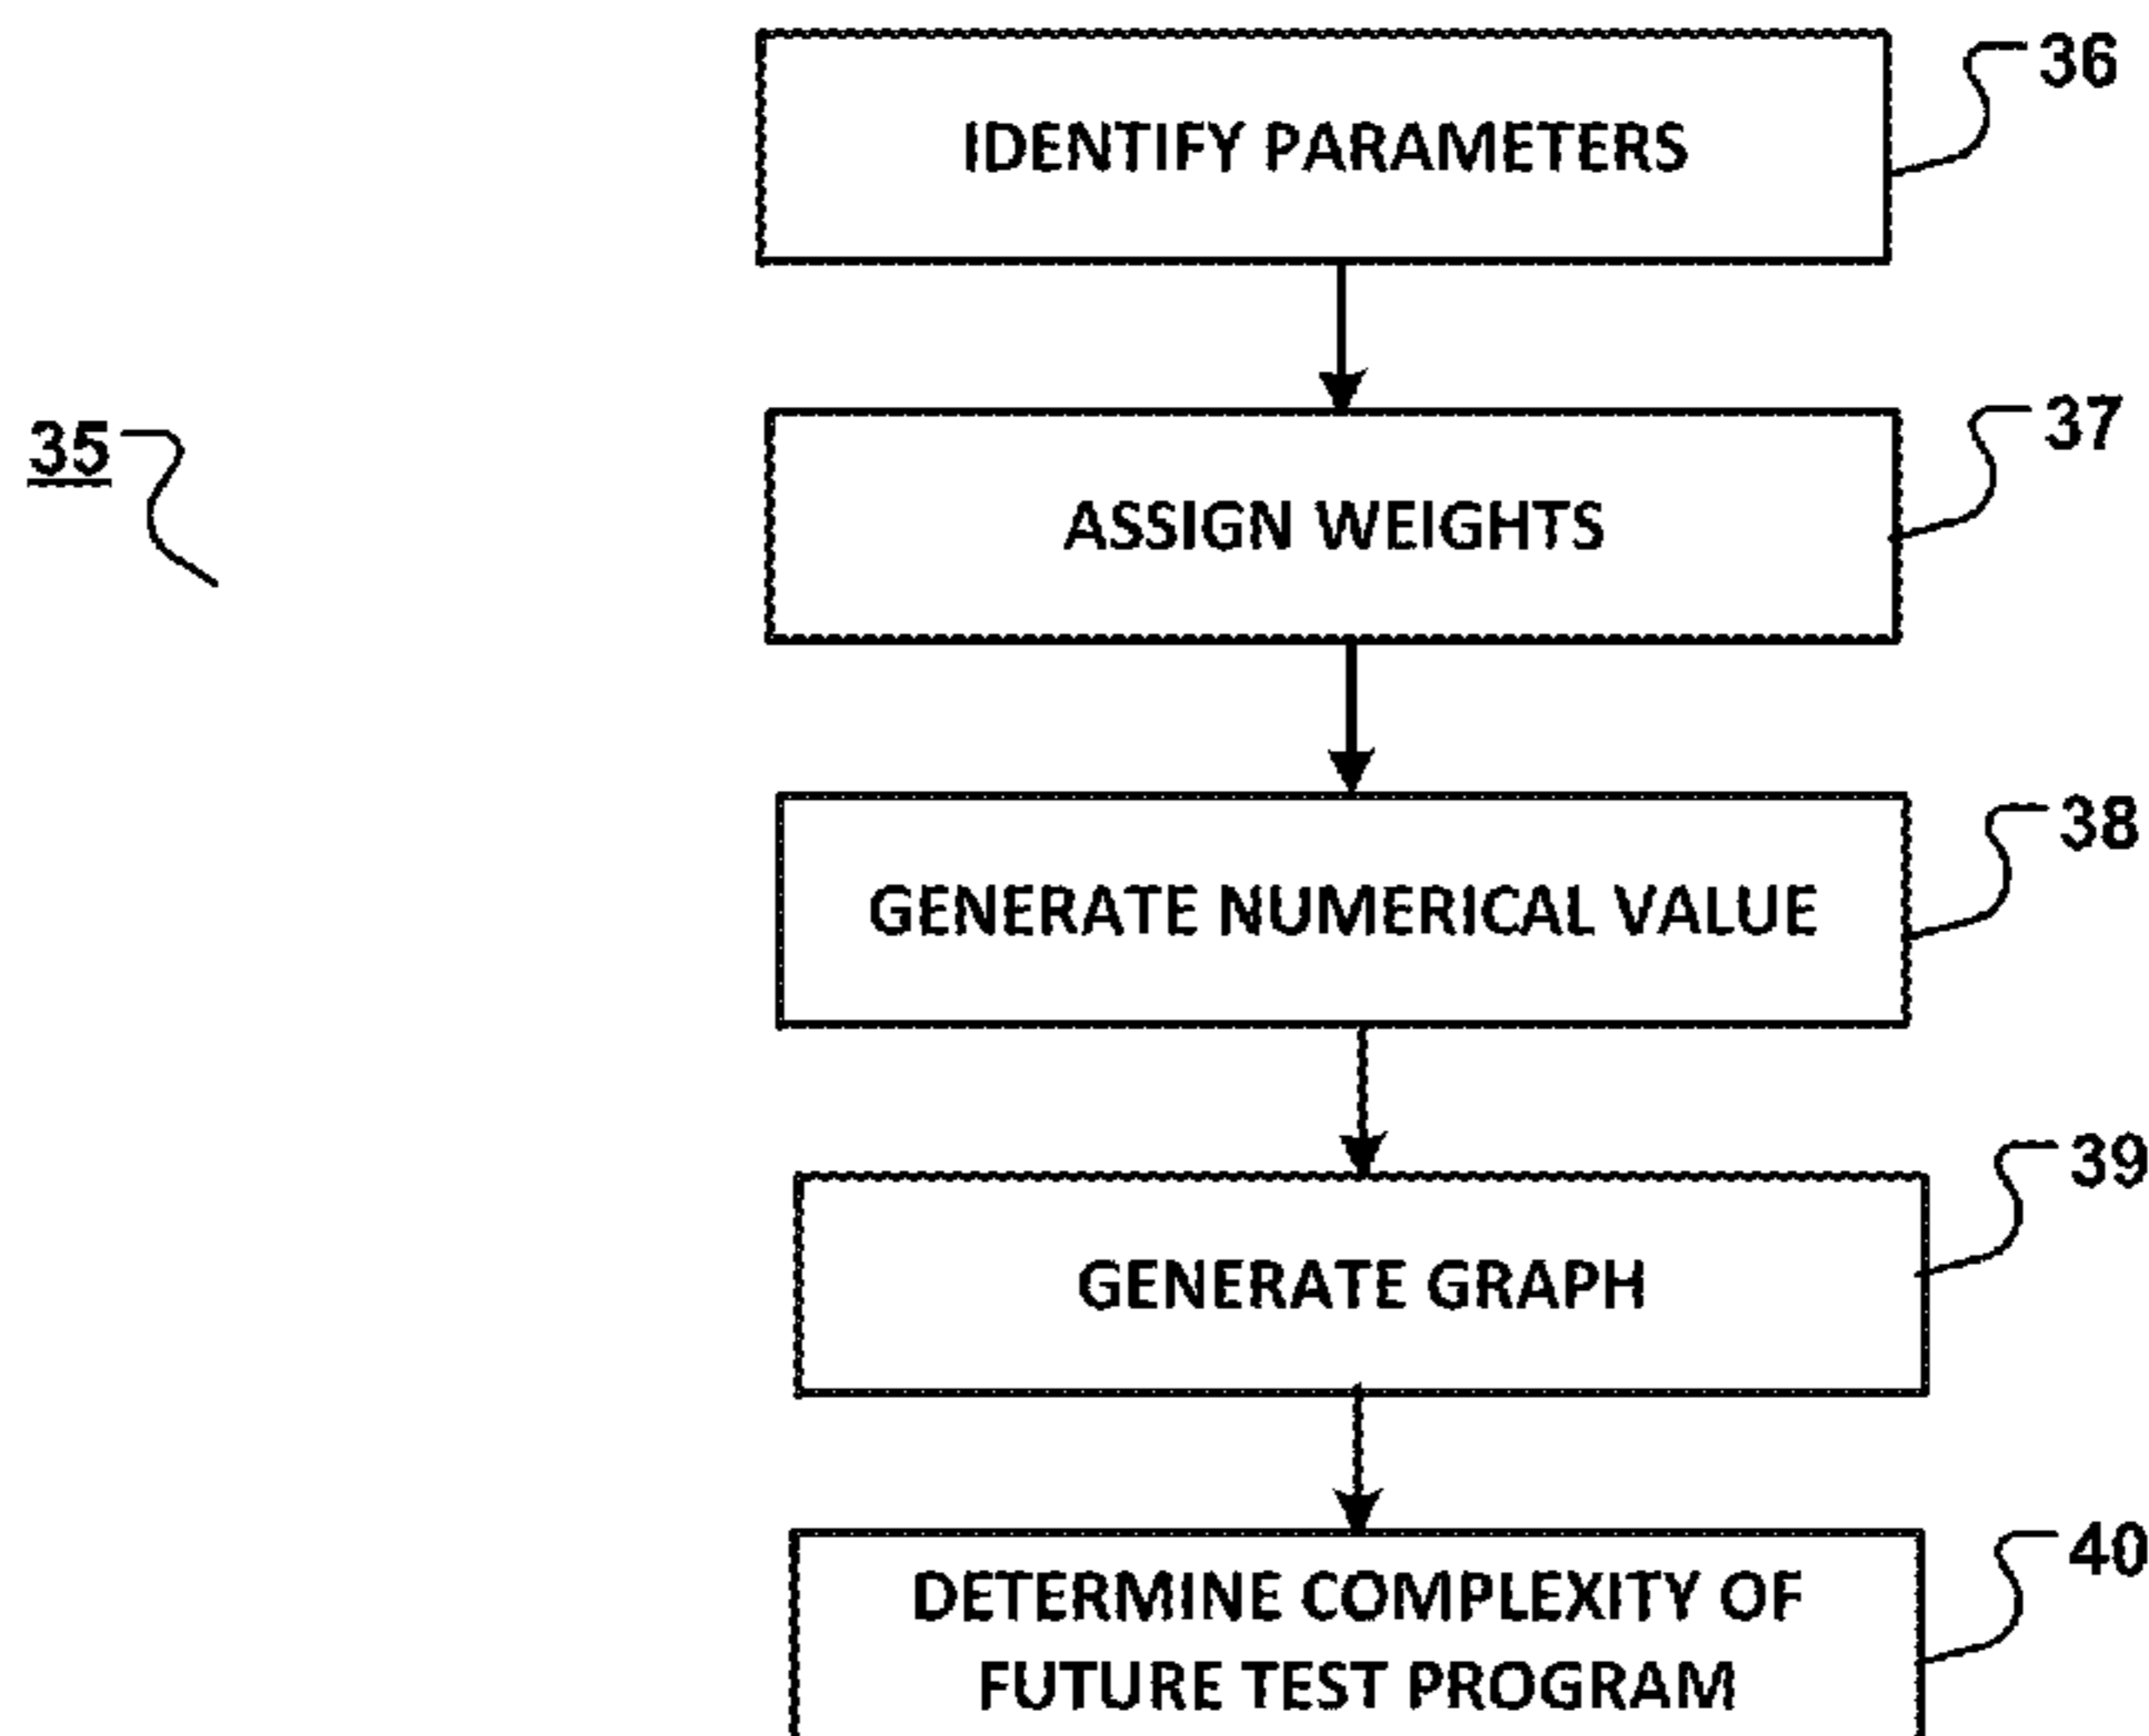 36
IDENTIFY PARAMETERS
35
37
ASSIGN WEIGHTS
38
GENERATE NUMERICAL VALUE
39
GENERATE GRAPH
40
DETERMINE COMPLEXITY OF
FUTURE TEST PROGRAM